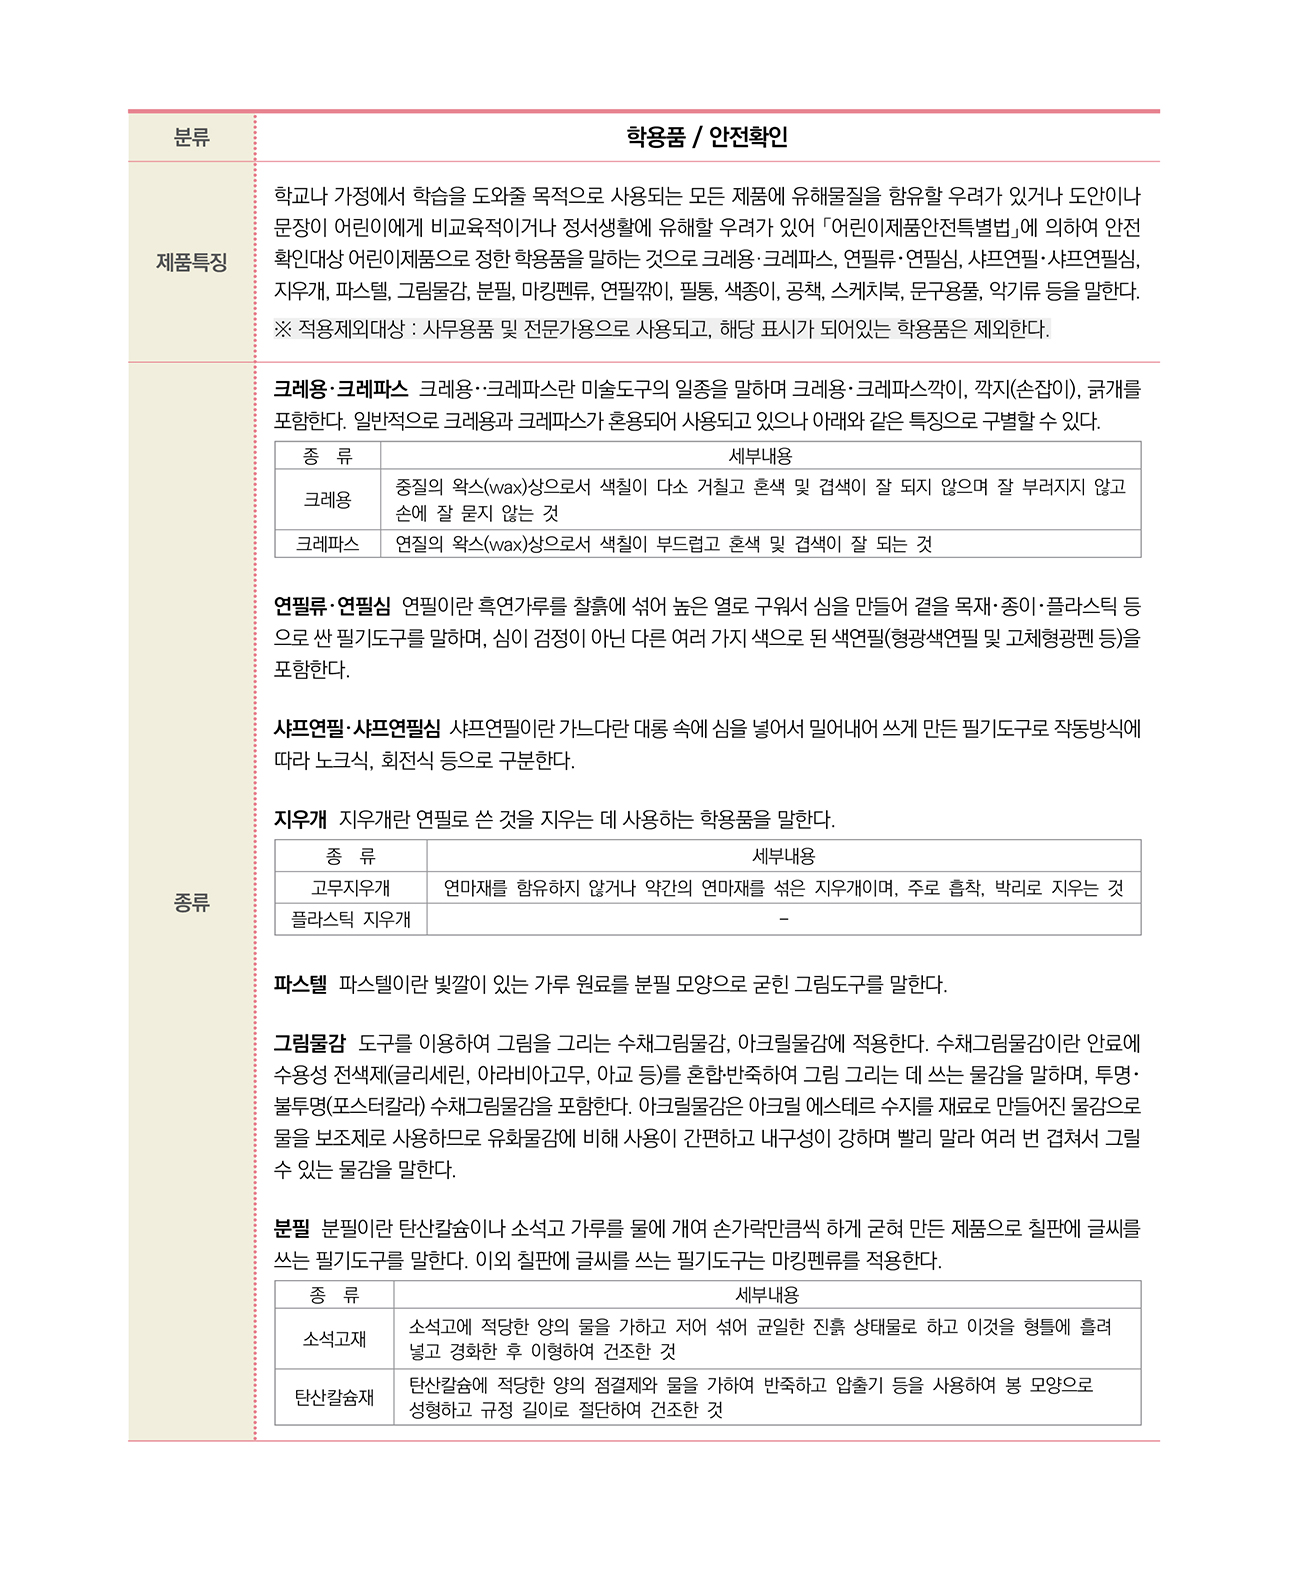 분류
학용품 / 안전확인
제품특징
학교나 가정에서 학습을 도와줄 목적으로 사용되는 모든 제품에 유해물질을 함유할 우려가 있거나 도안이나
문장이 어린이에게 비교육적이거나 정서생활에 유해할 우려가 있어 「어린이제품안전특별법」에 의하여 안전
확인대상 어린이제품으로 정한 학용품을 말하는 것으로 크레용·크레파스, 연필류·연필심, 샤프연필·샤프연필심,
지우개, 파스텔, 그림물감, 분필, 마킹펜류, 연필깎이, 필통, 색종이, 공책, 스케치북, 문구용풀, 악기류 등을 말한다.
※ 적용제외대상 : 사무용품 및 전문가용으로 사용되고, 해당 표시가 되어있는 학용품은 제외한다.
종류
크레용·크레파스 크레용··크레파스란 미술도구의 일종을 말하며 크레용·크레파스깍이, 깍지(손잡이), 긁개를
포함한다. 일반적으로 크레용과 크레파스가 혼용되어 사용되고 있으나 아래와 같은 특징으로 구별할 수 있다.
종 류 세부내용
크레용
중질의 왁스(wax)상으로서 색칠이 다소 거칠고 혼색 및 겹색이 잘 되지 않으며 잘 부러지지 않고
손에 잘 묻지 않는 것
크레파스 연질의 왁스(wax)상으로서 색칠이 부드럽고 혼색 및 겹색이 잘 되는 것
연필류·연필심 연필이란 흑연가루를 찰흙에 섞어 높은 열로 구워서 심을 만들어 곁을 목재·종이·플라스틱 등
으로 싼 필기도구를 말하며, 심이 검정이 아닌 다른 여러 가지 색으로 된 색연필(형광색연필 및 고체형광펜 등)을
포함한다.
샤프연필·샤프연필심 샤프연필이란 가느다란 대롱 속에 심을 넣어서 밀어내어 쓰게 만든 필기도구로 작동방식에
따라 노크식, 회전식 등으로 구분한다.
지우개 지우개란 연필로 쓴 것을 지우는 데 사용하는 학용품을 말한다.
종 류 세부내용
고무지우개 연마재를 함유하지 않거나 약간의 연마재를 섞은 지우개이며, 주로 흡착, 박리로 지우는 것
플라스틱 지우개 –
파스텔 파스텔이란 빛깔이 있는 가루 원료를 분필 모양으로 굳힌 그림도구를 말한다.
그림물감 도구를 이용하여 그림을 그리는 수채그림물감, 아크릴물감에 적용한다. 수채그림물감이란 안료에
수용성 전색제(글리세린, 아라비아고무, 아교 등)를 혼합·반죽하여 그림 그리는 데 쓰는 물감을 말하며, 투명·
불투명(포스터칼라) 수채그림물감을 포함한다. 아크릴물감은 아크릴 에스테르 수지를 재료로 만들어진 물감으로
물을 보조제로 사용하므로 유화물감에 비해 사용이 간편하고 내구성이 강하며 빨리 말라 여러 번 겹쳐서 그릴
수 있는 물감을 말한다.
분필 분필이란 탄산칼슘이나 소석고 가루를 물에 개여 손가락만큼씩 하게 굳혀 만든 제품으로 칠판에 글씨를
쓰는 필기도구를 말한다. 이외 칠판에 글씨를 쓰는 필기도구는 마킹펜류를 적용한다.
종 류 세부내용
소석고재
소석고에 적당한 양의 물을 가하고 저어 섞어 균일한 진흙 상태물로 하고 이것을 형틀에 흘려
넣고 경화한 후 이형하여 건조한 것
탄산칼슘재
탄산칼슘에 적당한 양의 점결제와 물을 가하여 반죽하고 압출기 등을 사용하여 봉 모양으로
성형하고 규정 길이로 절단하여 건조한 것